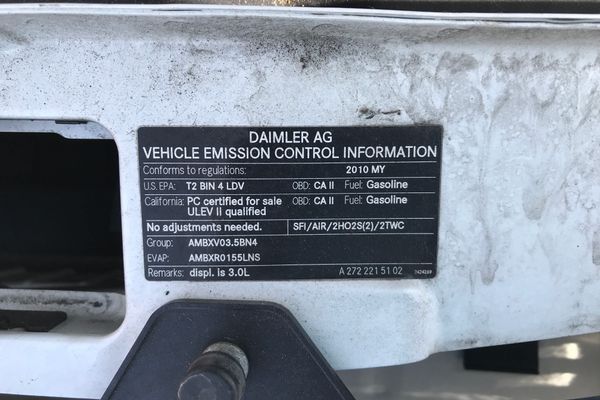 DAIMLER AG
VEHICLE EMISSION CONTROL INFORMATION
Conforms to regulations: 2010 MY
U.S. EPA: T2 BIN 4 LDV OBD: CA II Fuel: Gasoline
California: PC certified for sale OBD: CA II Fuel: Gasoline
ULEV II qualified
No adjustments needed. SFI/AIR/2HO2S(2)/2TWC
Group: AMBXV03.5BN4
EVAP: AMBXR0155LNS
Remarks: displ. is 3.0L A 272 221 51 02